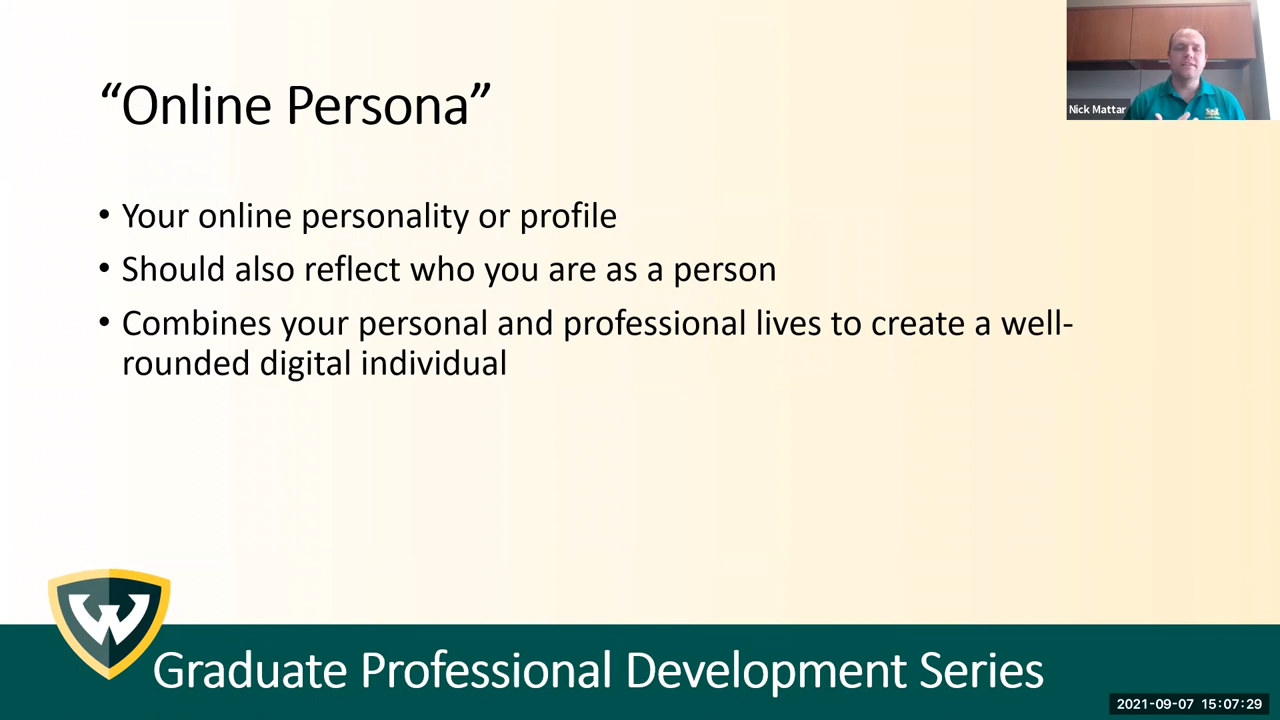 “Online Persona”
Nick Mattar
• Your online personality or profile
• Should also reflect who you are as a person
• Combines your personal and professional lives to create a well-
rounded digital individual
W
Graduate Professional Development Series
2021-09-07 15:07:29